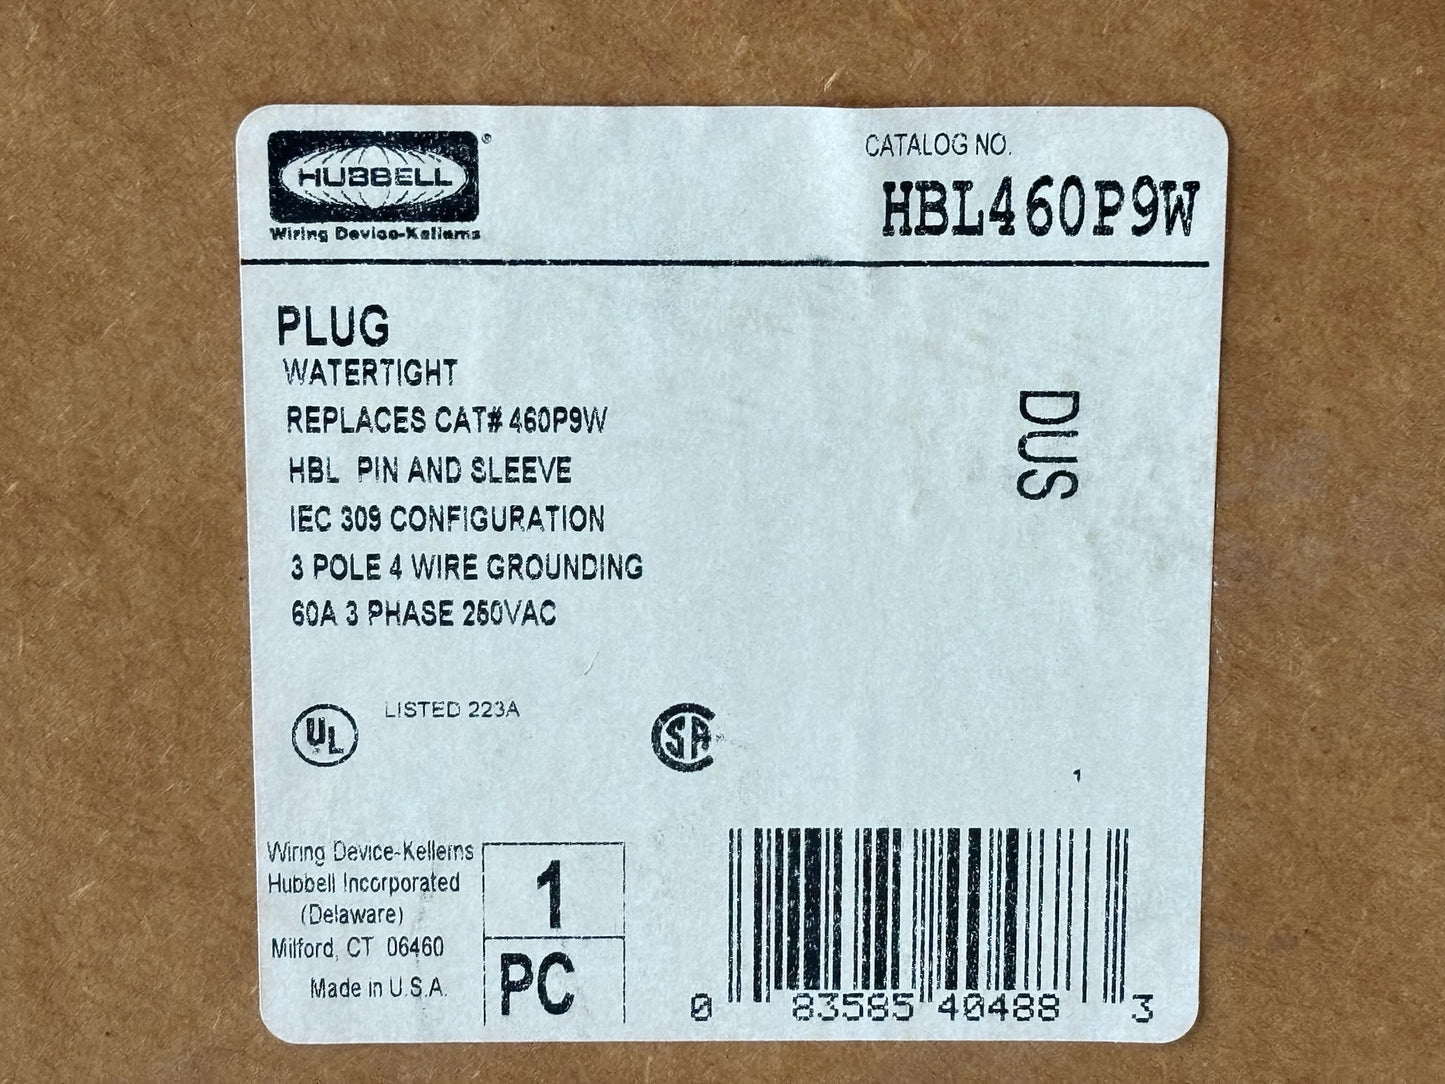 HUBBELL®
Wiring Device-Kellems
CATALOG NO.
HBL460P9W
PLUG
WATERTIGHT
REPLACES CAT# 460P9W
HBL PIN AND SLEEVE
IEC 309 CONFIGURATION
3 POLE 4 WIRE GROUNDING
60A 3 PHASE 250VAC
DUS
UL
LISTED 223A
SA
1
Wiring Device-Kellems
Hubbell Incorporated
(Delaware)
Milford, CT 06460
Made in U.S.A.
1
PC
0 83585 40488 3